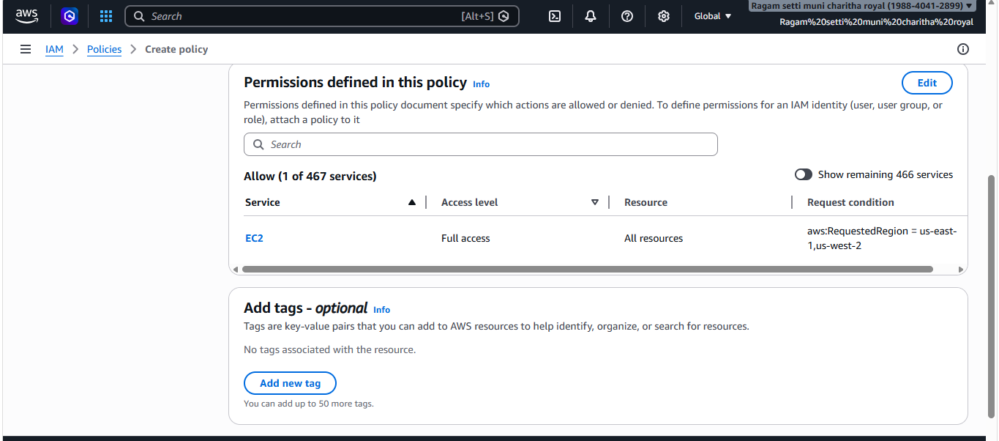 aws
Search
[Alt+S]
Global
Ragam setti muni charitha royal (1988-4041-2899)
Ragam%20setti%20muni%20charitha%20royal
IAM
Policies
Create policy
Permissions defined in this policy Info
Edit
Permissions defined in this policy document specify which actions are allowed or denied. To define permissions for an IAM identity (user, user group, or
role), attach a policy to it
Search
Allow (1 of 467 services)
Show remaining 466 services
Service
Access level
Resource
Request condition
EC2
Full access
All resources
aws:RequestedRegion = us-east-
1,us-west-2
Add tags - optional Info
Tags are key-value pairs that you can add to AWS resources to help identify, organize, or search for resources.
No tags associated with the resource.
Add new tag
You can add up to 50 more tags.